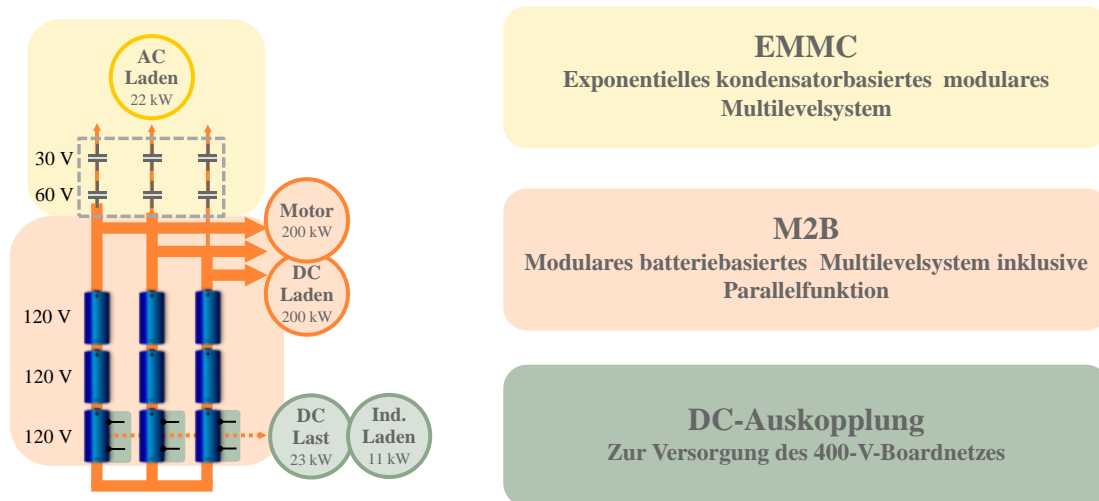 AC
Laden
22 kW
30 V
60 V
Motor
200 kW
DC
Laden
200 kW
120 V
120 V
120 V
DC
Last
23 kW
Ind.
Laden
11 kW
EMMC
Exponentielles kondensatorbasiertes modulares
Multilevelsystem
M2B
Modulares batteriebasiertes Multilevelsystem inklusive
Parallelfunktion
DC-Auskopplung
Zur Versorgung des 400-V-Boardnetzes